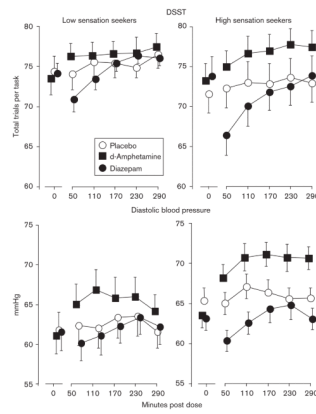 DSST
Low sensation seekers
High sensation seekers
Total trials per task
80
75
70
65
60
0 50 110 170 230 290
Placebo
d-Amphetamine
Diazepam
80
75
70
65
60
0 50 110 170 230 290
Diastolic blood pressure
mmHg
75
70
65
60
55
0 50 110 170 230 290
75
70
65
60
55
0 50 110 170 230 290
Minutes post dose